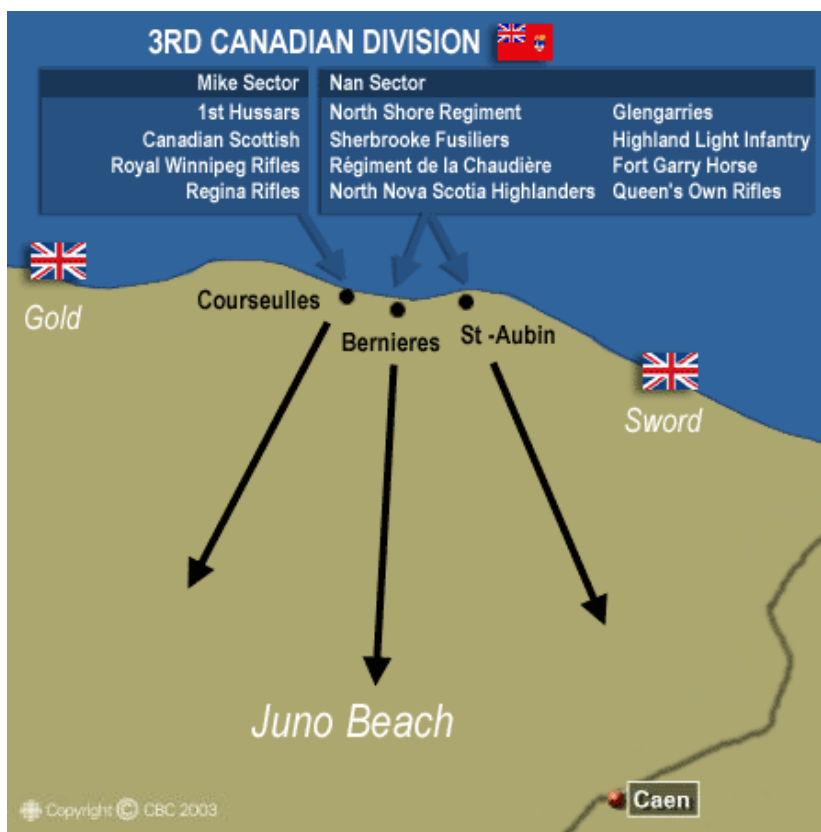 3RD CANADIAN DIVISION
Mike Sector
1st Hussars
Canadian Scottish
Royal Winnipeg Rifles
Regina Rifles
Nan Sector
North Shore Regiment
Sherbrooke Fusiliers
Régiment de la Chaudière
North Nova Scotia Highlanders
Glengarries
Highland Light Infantry
Fort Garry Horse
Queen's Own Rifles
Gold
Courseulles
Bernieres
St -Aubin
Sword
Juno Beach
Caen
Copyright © CBC 2003